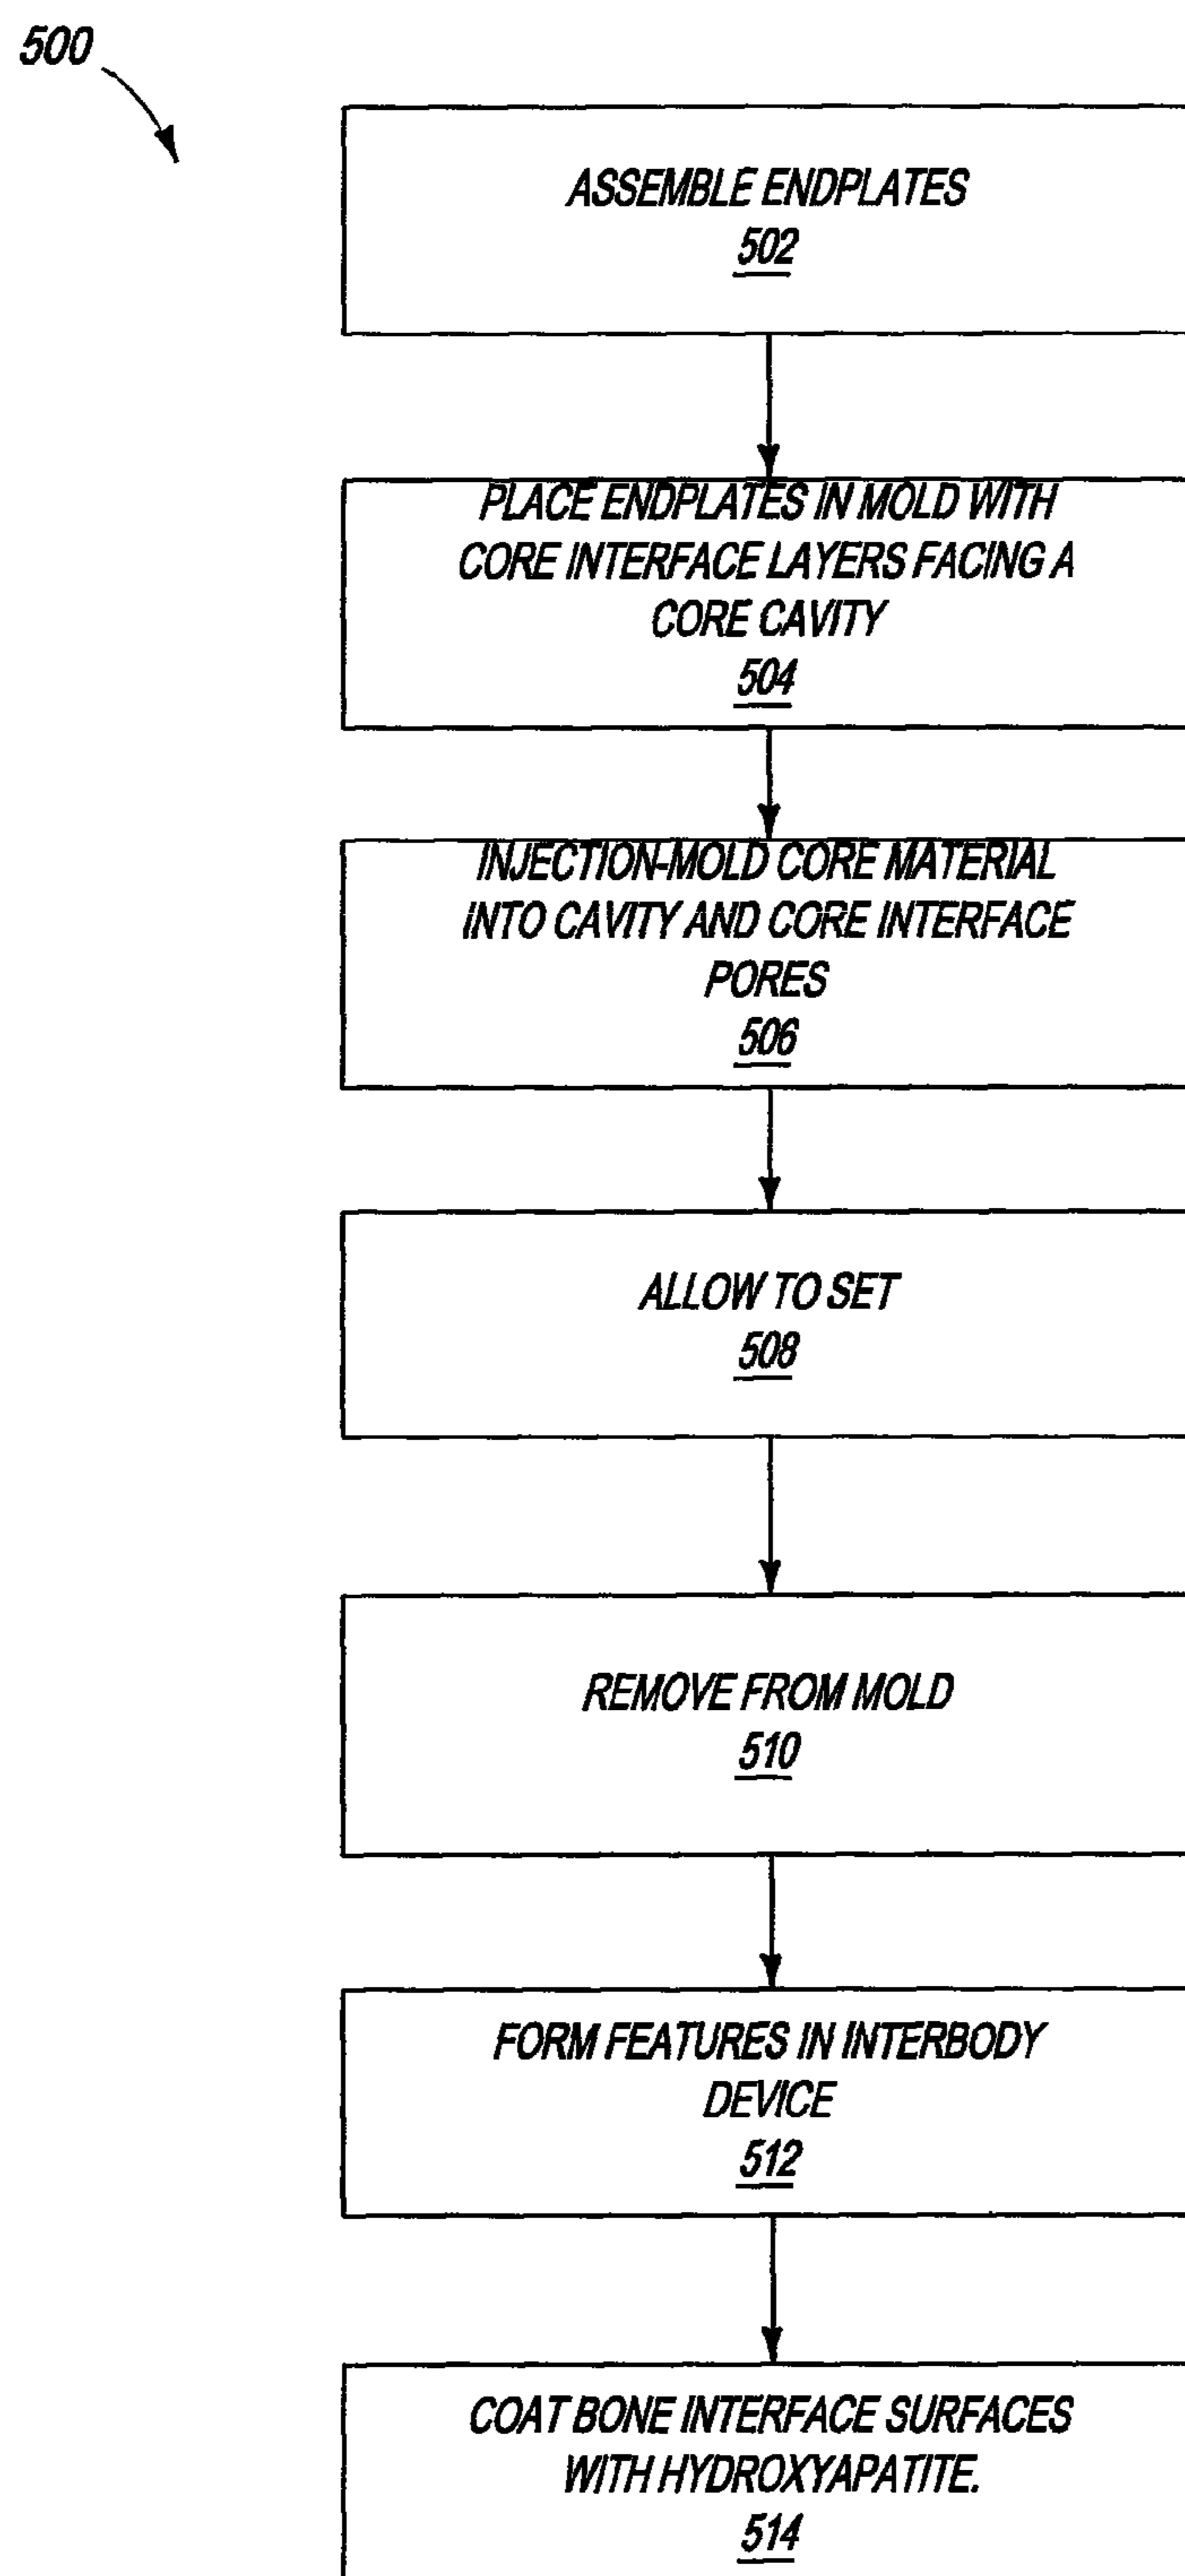 500
ASSEMBLE ENDPLATES
502
PLACE ENDPLATES IN MOLD WITH
CORE INTERFACE LAYERS FACING A
CORE CAVITY
504
INJECTION-MOLD CORE MATERIAL
INTO CAVITY AND CORE INTERFACE
PORES
506
ALLOW TO SET
508
REMOVE FROM MOLD
510
FORM FEATURES IN INTERBODY
DEVICE
512
COAT BONE INTERFACE SURFACES
WITH HYDROXYAPATITE.
514